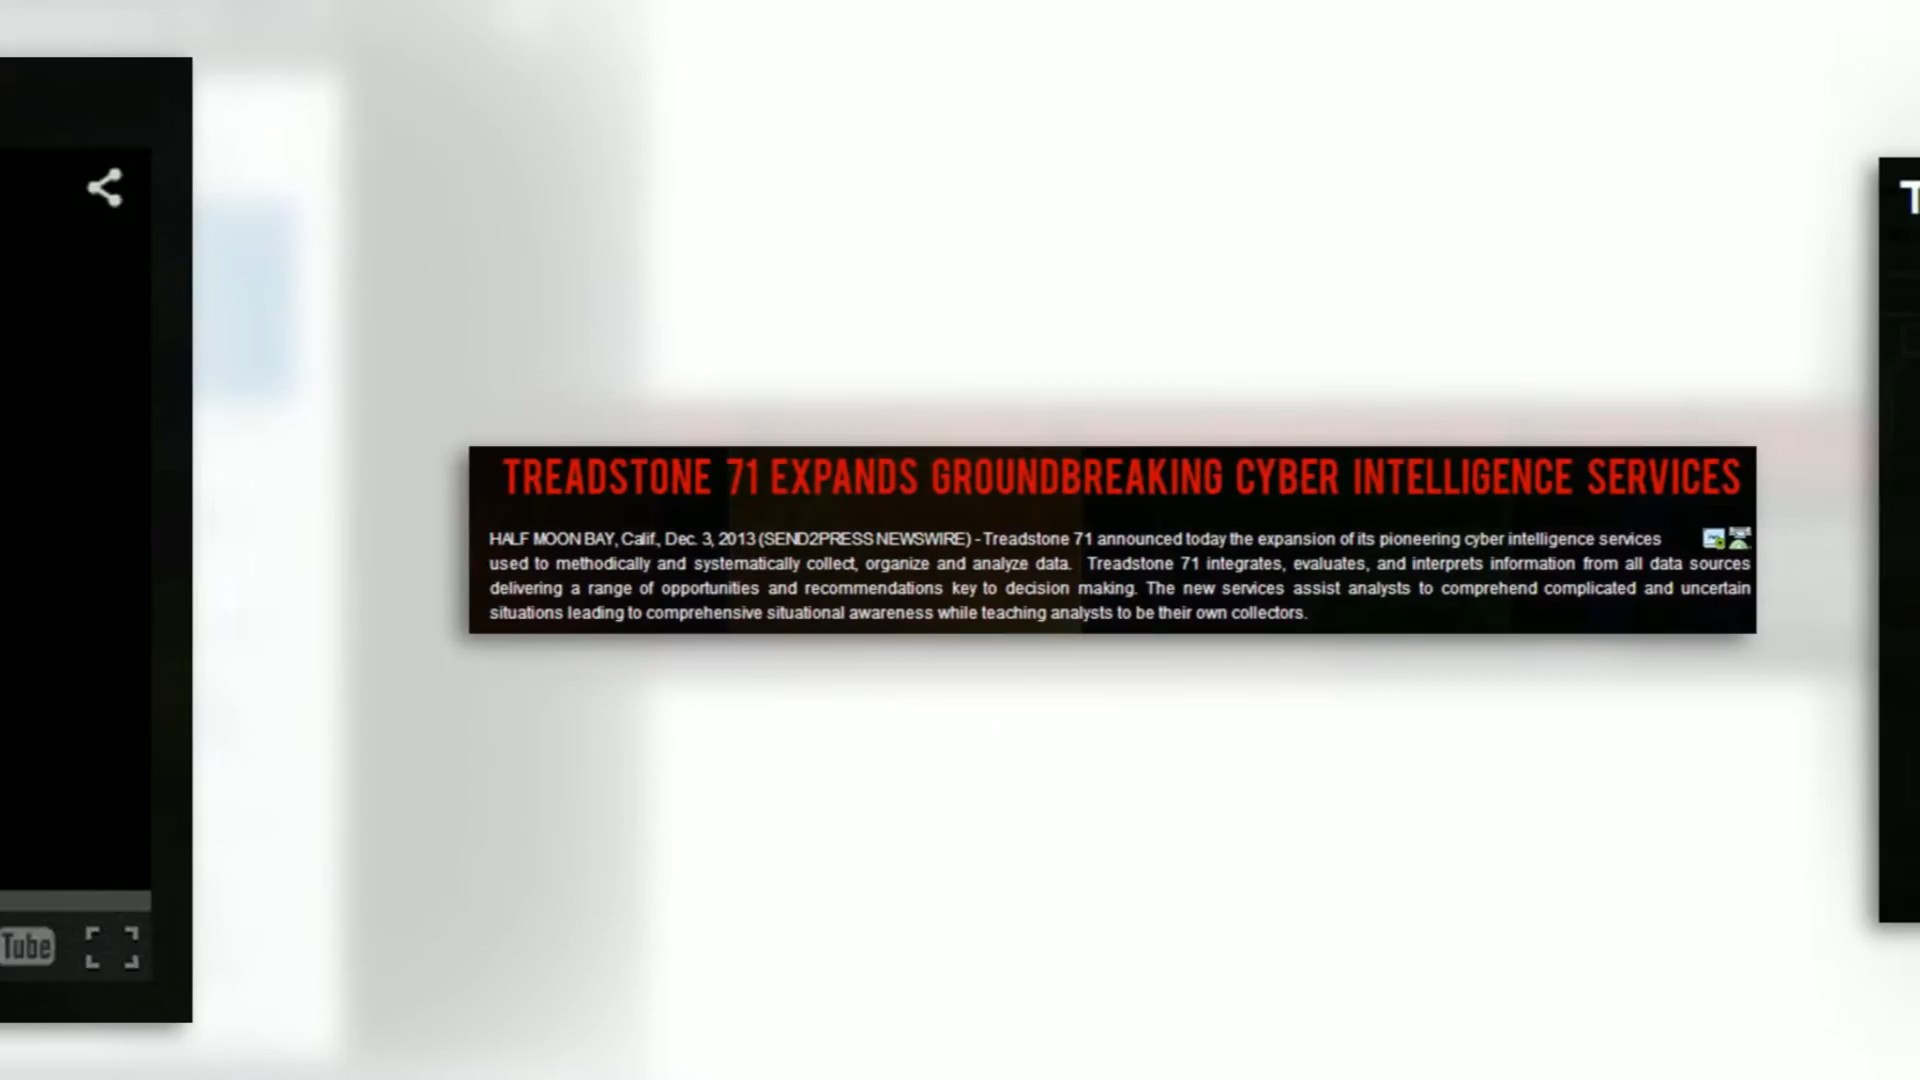 TREADSTONE 71 EXPANDS GROUNDBREAKING CYBER INTELLIGENCE SERVICES
HALF MOON BAY, Calif., Dec. 3, 2013 (SEND2PRESS NEWSWIRE) - Treadstone 71 announced today the expansion of its pioneering cyber intelligence services
used to methodically and systematically collect, organize and analyze data. Treadstone 71 integrates, evaluates, and interprets information from all data sources
delivering a range of opportunities and recommendations key to decision making. The new services assist analysts to comprehend complicated and uncertain
situations leading to comprehensive situational awareness while teaching analysts to be their own collectors.
T
Tube